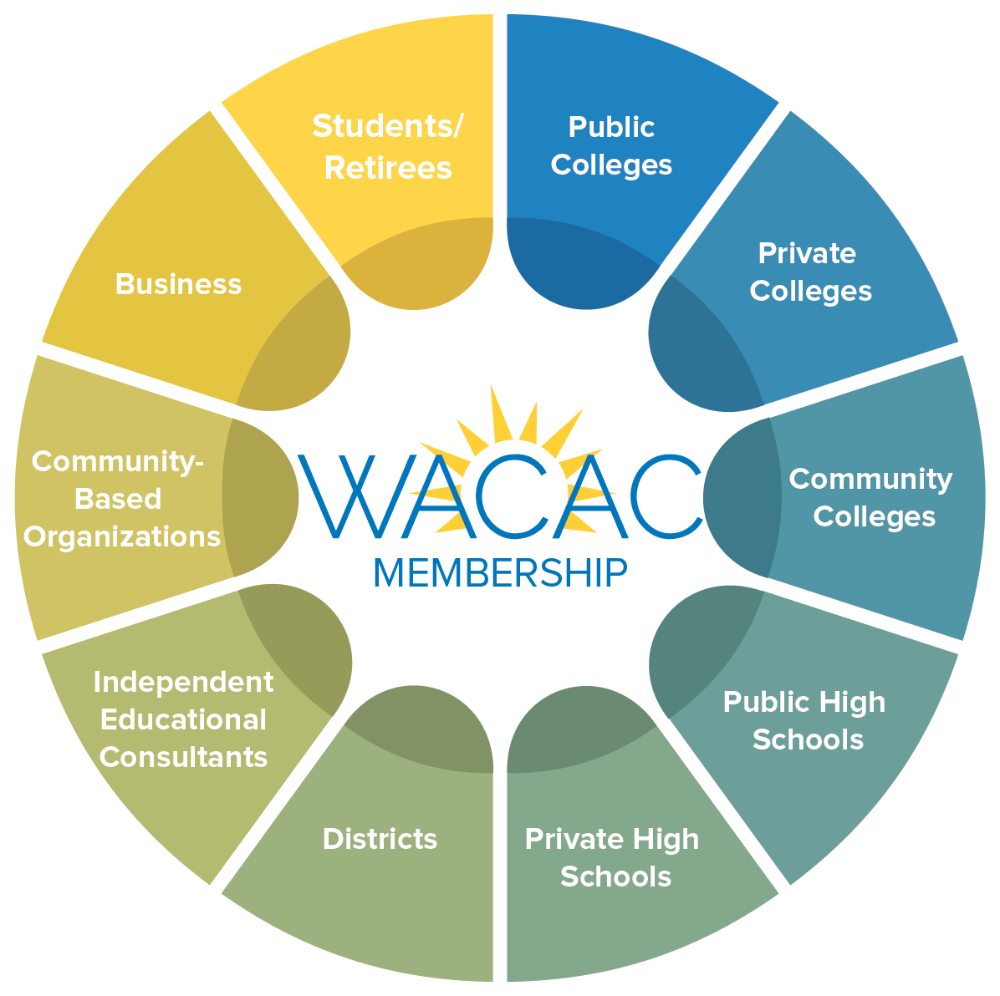 Students/
Retirees
Public
Colleges
Private
Colleges
Community
Colleges
Public High
Schools
Private High
Schools
Districts
Independent
Educational
Consultants
Community-
Based
Organizations
Business
WACAC
MEMBERSHIP